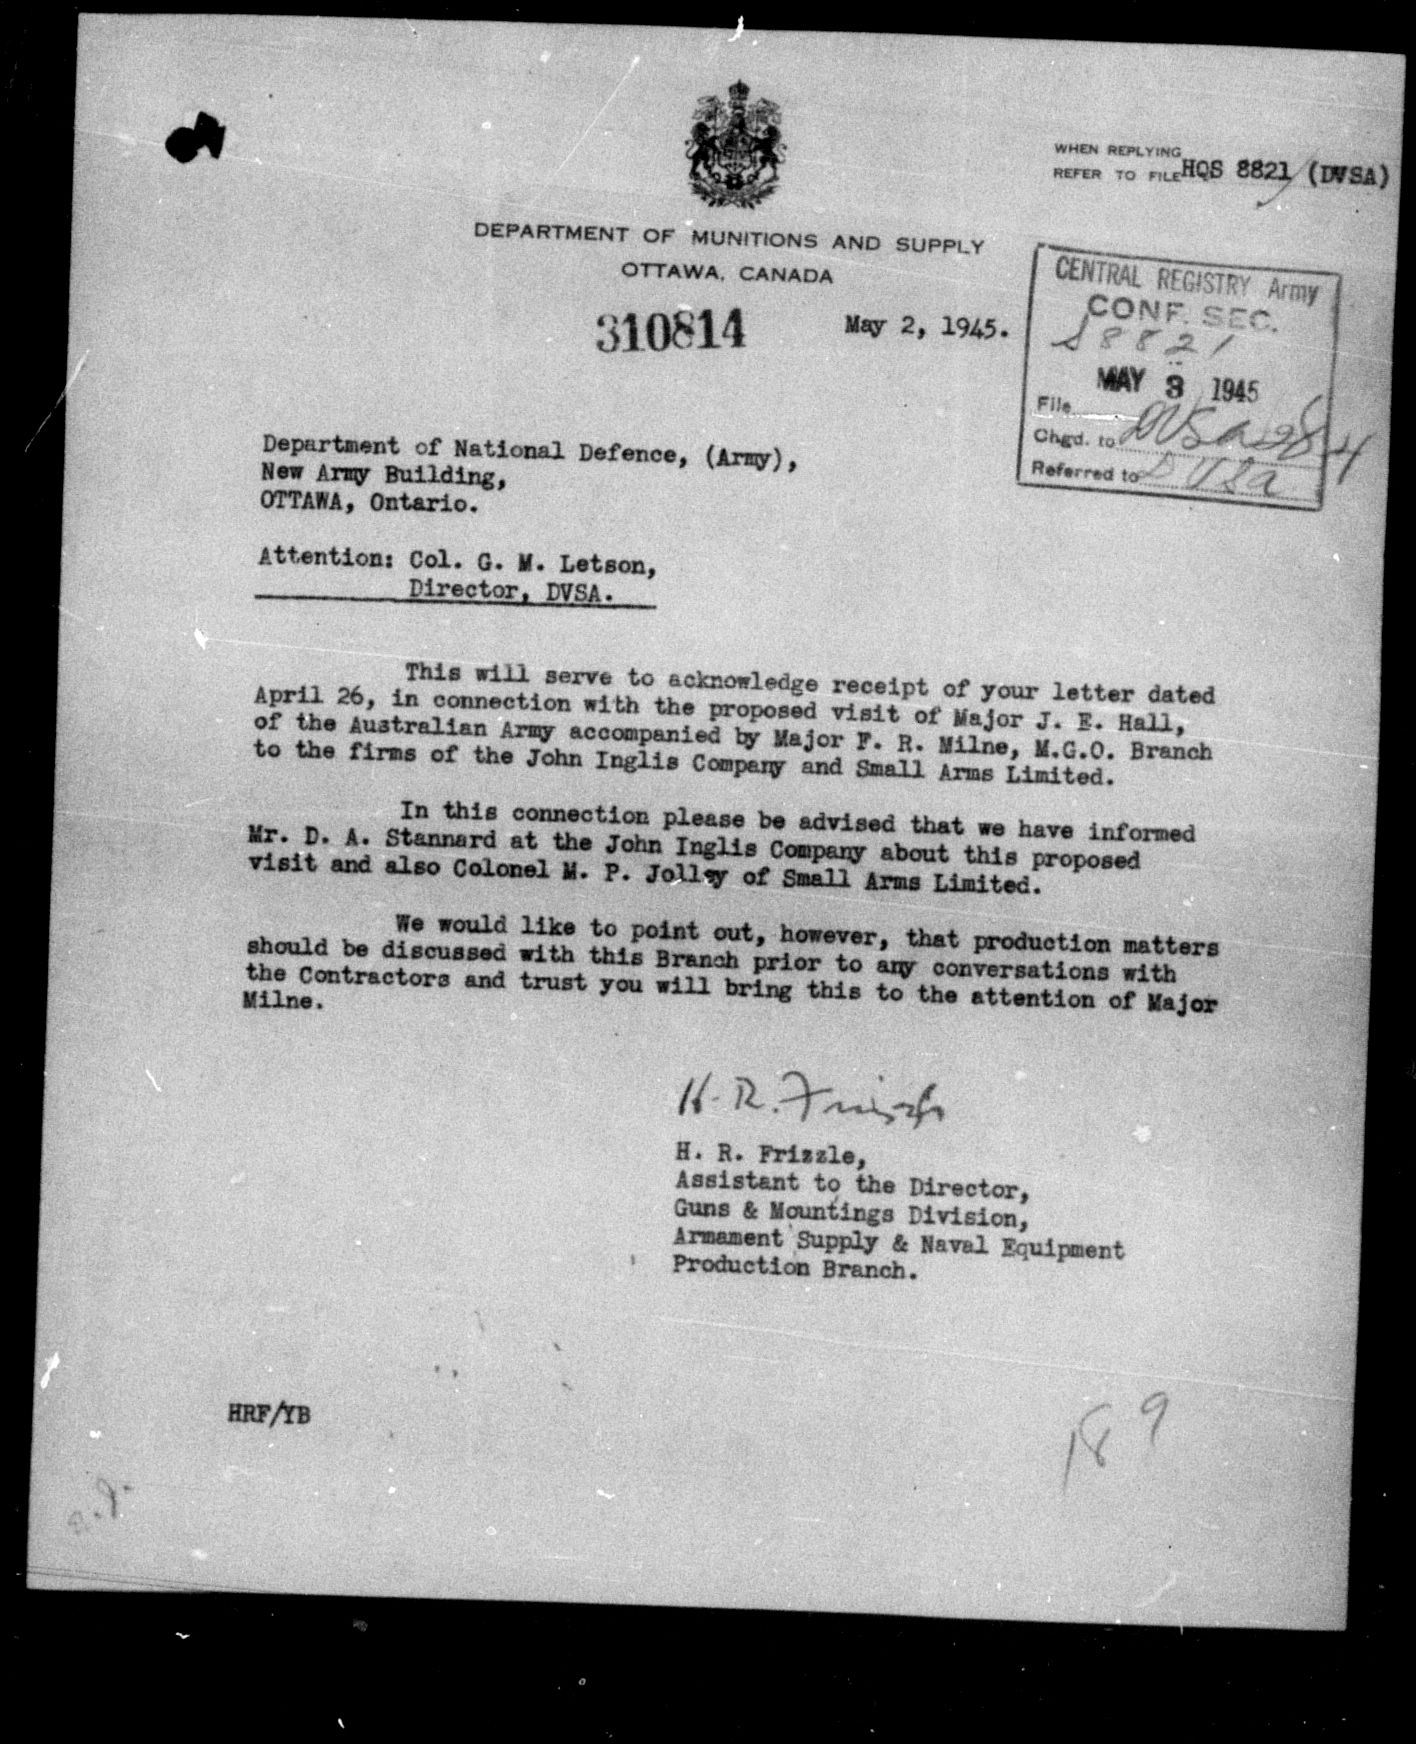 WHEN REPLYING
REFER TO FILE HQS 8821 (DVSA)
DEPARTMENT OF MUNITIONS AND SUPPLY
OTTAWA, CANADA
310814
May 2, 1945.
CENTRAL REGISTRY Army
CONF. SEC.
S 8821
MAY 3 1945
File
Chgd. to DVSA 284
Referred to DVSA
Department of National Defence, (Army),
New Army Building,
OTTAWA, Ontario.
Attention: Col. G. M. Letson,
Director, DVSA.
This will serve to acknowledge receipt of your letter dated
April 26, in connection with the proposed visit of Major J. E. Hall,
of the Australian Army accompanied by Major F. R. Milne, M.G.O. Branch
to the firms of the John Inglis Company and Small Arms Limited.
In this connection please be advised that we have informed
Mr. D. A. Stannard at the John Inglis Company about this proposed
visit and also Colonel M. P. Jolley of Small Arms Limited.
We would like to point out, however, that production matters
should be discussed with this Branch prior to any conversations with
the Contractors and trust you will bring this to the attention of Major
Milne.
H. R. Frizzle
H. R. Frizzle,
Assistant to the Director,
Guns & Mountings Division,
Armament Supply & Naval Equipment
Production Branch.
HRF/YB
189